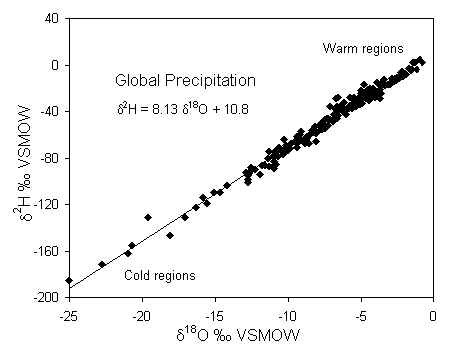 40
0
-40
-80
-120
-160
-200
δ²H ‰ VSMOW
Warm regions
Global Precipitation
δ²H = 8.13 δ¹⁸O + 10.8
Cold regions
-25 -20 -15 -10 -5 0
δ¹⁸O ‰ VSMOW